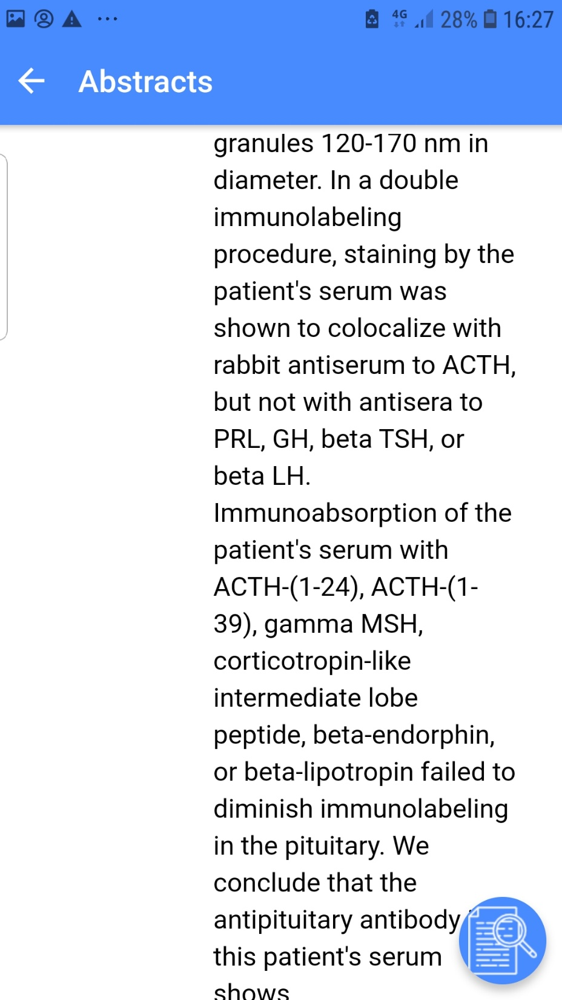 4G 28% 16:27
Abstracts
granules 120-170 nm in
diameter. In a double
immunolabeling
procedure, staining by the
patient's serum was
shown to colocalize with
rabbit antiserum to ACTH,
but not with antisera to
PRL, GH, beta TSH, or
beta LH.
Immunoabsorption of the
patient's serum with
ACTH-(1-24), ACTH-(1-
39), gamma MSH,
corticotropin-like
intermediate lobe
peptide, beta-endorphin,
or beta-lipotropin failed to
diminish immunolabeling
in the pituitary. We
conclude that the
antipituitary antibody
this patient's serum
shows